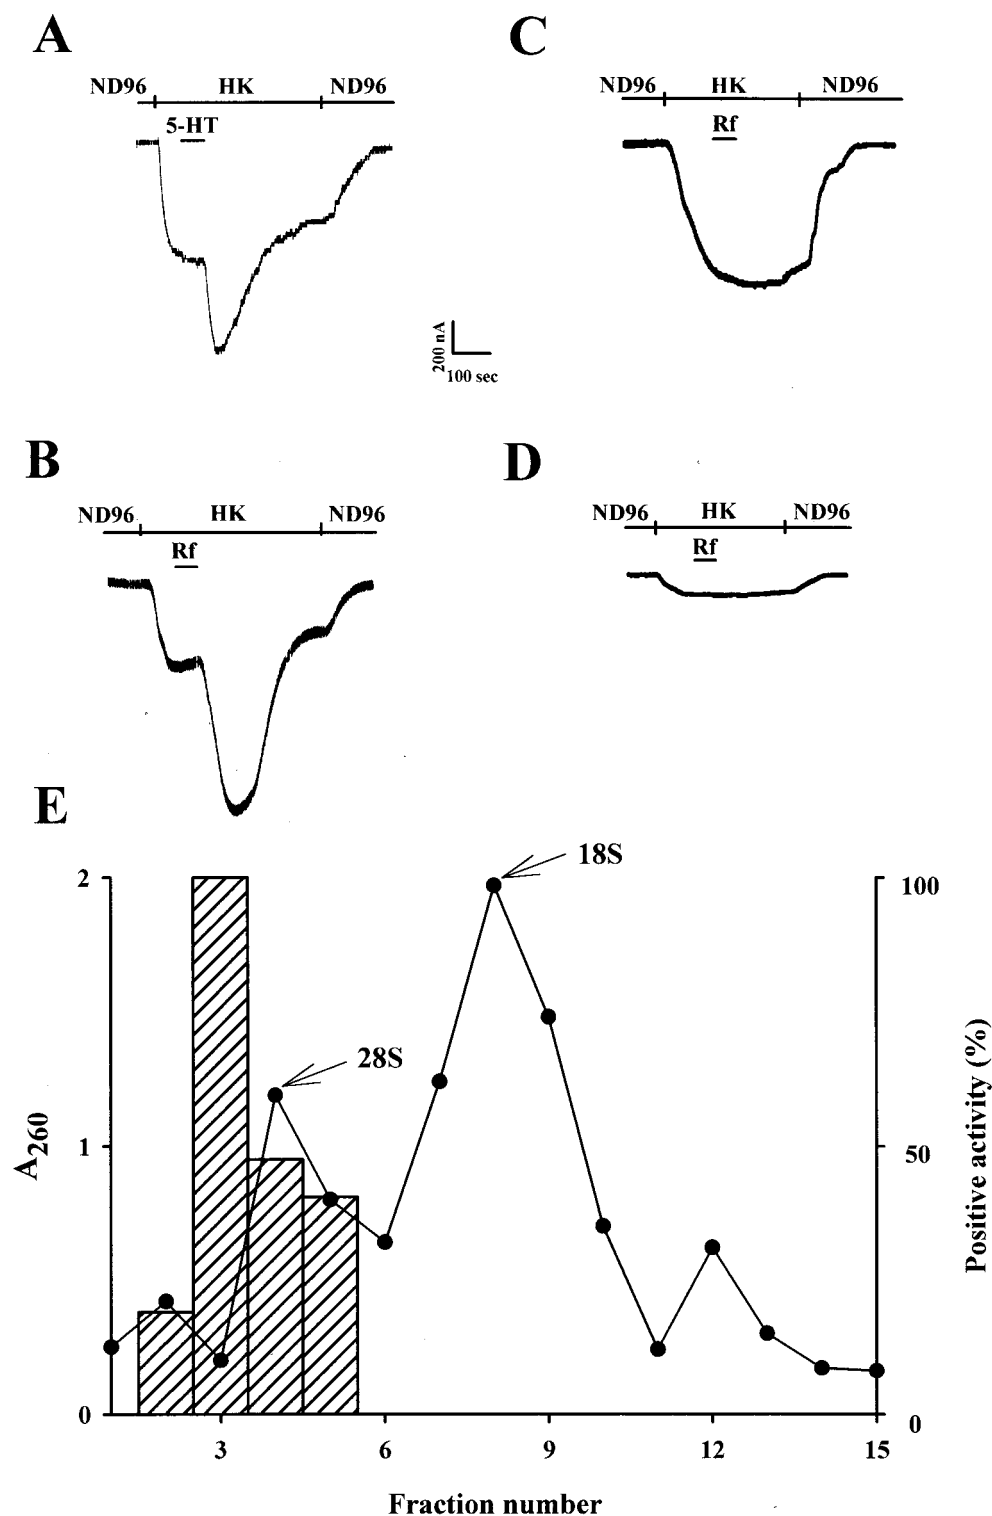 A
ND96 HK ND96
5-HT
C
ND96 HK ND96
Rf
200 nA
100 sec
B
ND96 HK ND96
Rf
D
ND96 HK ND96
Rf
E
18S
28S
2
1
0
A260
100
50
0
Positive activity (%)
3 6 9 12 15
Fraction number